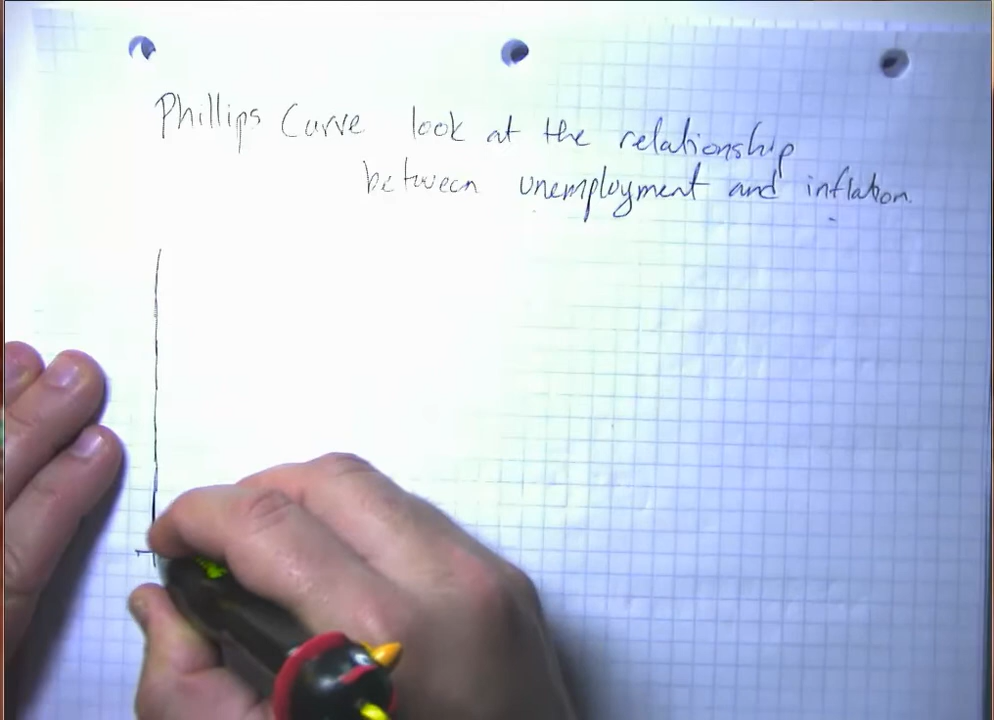 Phillips Curve look at the relationship
between unemployment and inflation